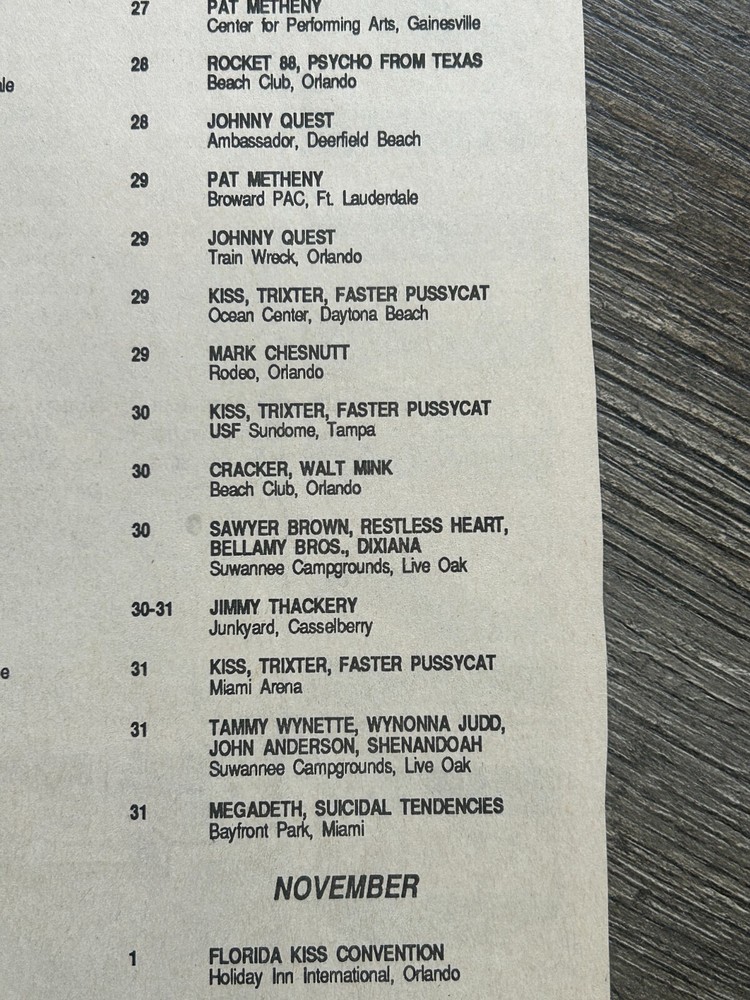 27 PAT METHENY
Center for Performing Arts, Gainesville
28 ROCKET 88, PSYCHO FROM TEXAS
Beach Club, Orlando
28 JOHNNY QUEST
Ambassador, Deerfield Beach
29 PAT METHENY
Broward PAC, Ft. Lauderdale
29 JOHNNY QUEST
Train Wreck, Orlando
29 KISS, TRIXTER, FASTER PUSSYCAT
Ocean Center, Daytona Beach
29 MARK CHESNUTT
Rodeo, Orlando
30 KISS, TRIXTER, FASTER PUSSYCAT
USF Sundome, Tampa
30 CRACKER, WALT MINK
Beach Club, Orlando
30 SAWYER BROWN, RESTLESS HEART,
BELLAMY BROS., DIXIANA
Suwannee Campgrounds, Live Oak
30-31 JIMMY THACKERY
Junkyard, Casselberry
31 KISS, TRIXTER, FASTER PUSSYCAT
Miami Arena
31 TAMMY WYNETTE, WYNONNA JUDD,
JOHN ANDERSON, SHENANDOAH
Suwannee Campgrounds, Live Oak
31 MEGADETH, SUICIDAL TENDENCIES
Bayfront Park, Miami
NOVEMBER
1 FLORIDA KISS CONVENTION
Holiday Inn International, Orlando